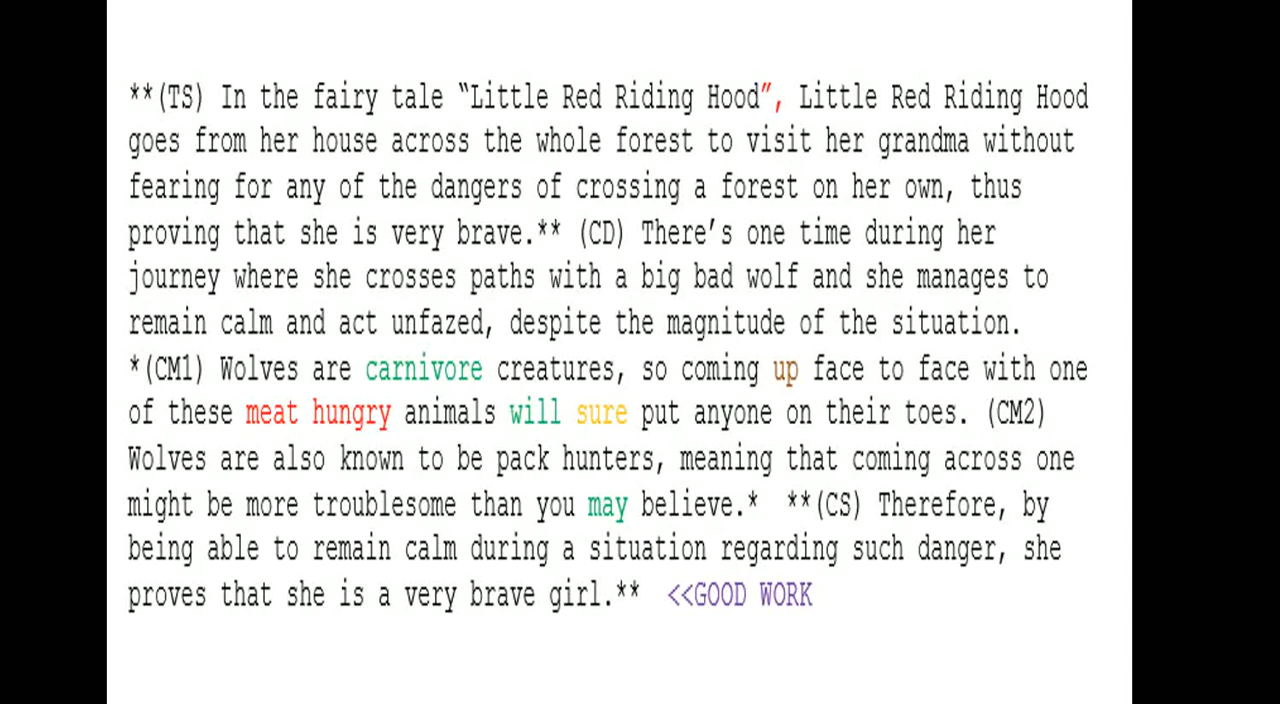 **(TS) In the fairy tale “Little Red Riding Hood”, Little Red Riding Hood
goes from her house across the whole forest to visit her grandma without
fearing for any of the dangers of crossing a forest on her own, thus
proving that she is very brave.** (CD) There’s one time during her
journey where she crosses paths with a big bad wolf and she manages to
remain calm and act unfazed, despite the magnitude of the situation.
*(CM1) Wolves are carnivore creatures, so coming up face to face with one
of these meat hungry animals will sure put anyone on their toes. (CM2)
Wolves are also known to be pack hunters, meaning that coming across one
might be more troublesome than you may believe.* **(CS) Therefore, by
being able to remain calm during a situation regarding such danger, she
proves that she is a very brave girl.** <<GOOD WORK